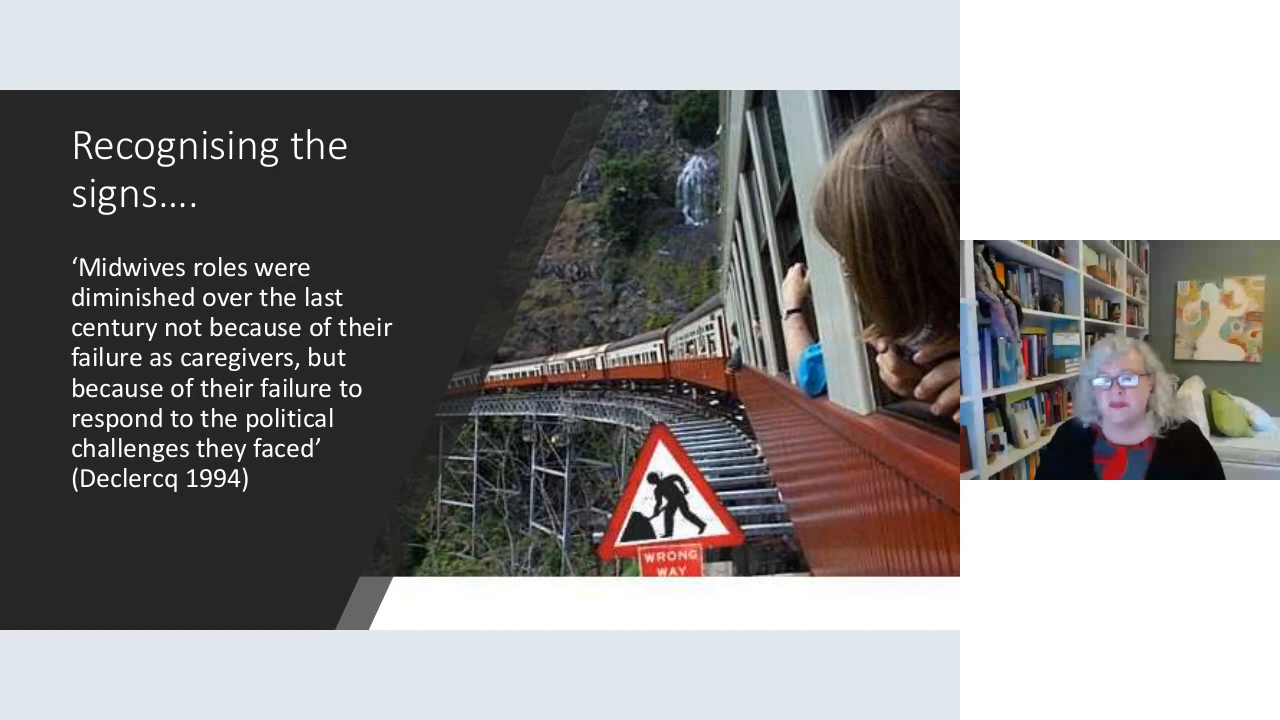 Recognising the
signs....
‘Midwives roles were
diminished over the last
century not because of their
failure as caregivers, but
because of their failure to
respond to the political
challenges they faced’
(Declercq 1994)
WRONG
WAY